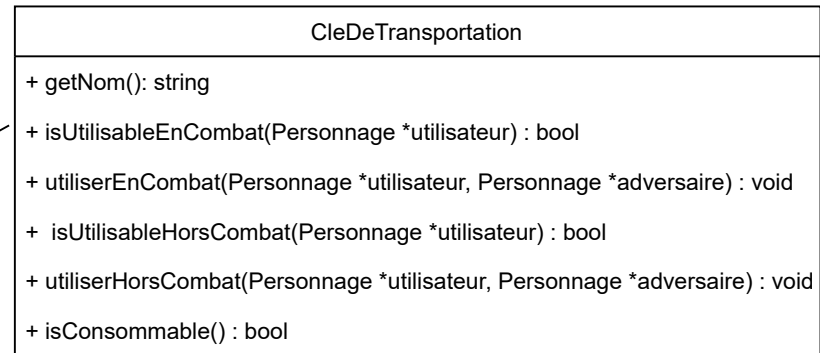 CleDeTransportation
+ getNom(): string
+ isUtilisableEnCombat(Personnage *utilisateur) : bool
+ utiliserEnCombat(Personnage *utilisateur, Personnage *adversaire) : void
+ isUtilisableHorsCombat(Personnage *utilisateur) : bool
+ utiliserHorsCombat(Personnage *utilisateur, Personnage *adversaire) : void
+ isConsommable() : bool